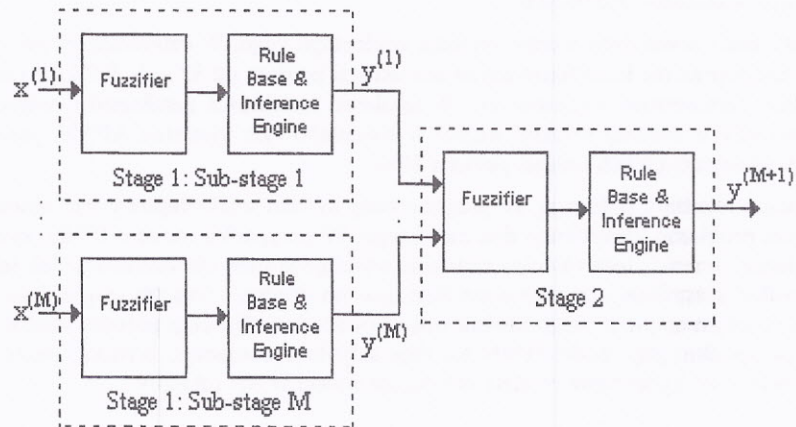 x(1)
Fuzzifier
Rule
Base &
Inference
Engine
y(1)
Stage 1: Sub-stage 1
x(M)
Fuzzifier
Rule
Base &
Inference
Engine
y(M)
Stage 1: Sub-stage M
Fuzzifier
Rule
Base &
Inference
Engine
y(M+1)
Stage 2